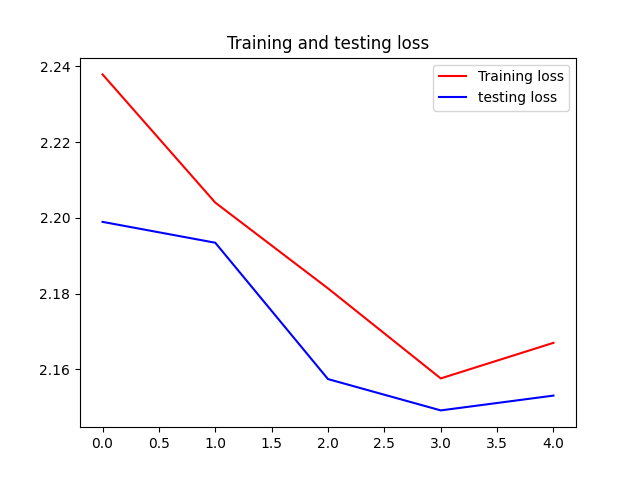 Training and testing loss
Training loss
testing loss
2.24
2.22
2.20
2.18
2.16
0.0 0.5 1.0 1.5 2.0 2.5 3.0 3.5 4.0